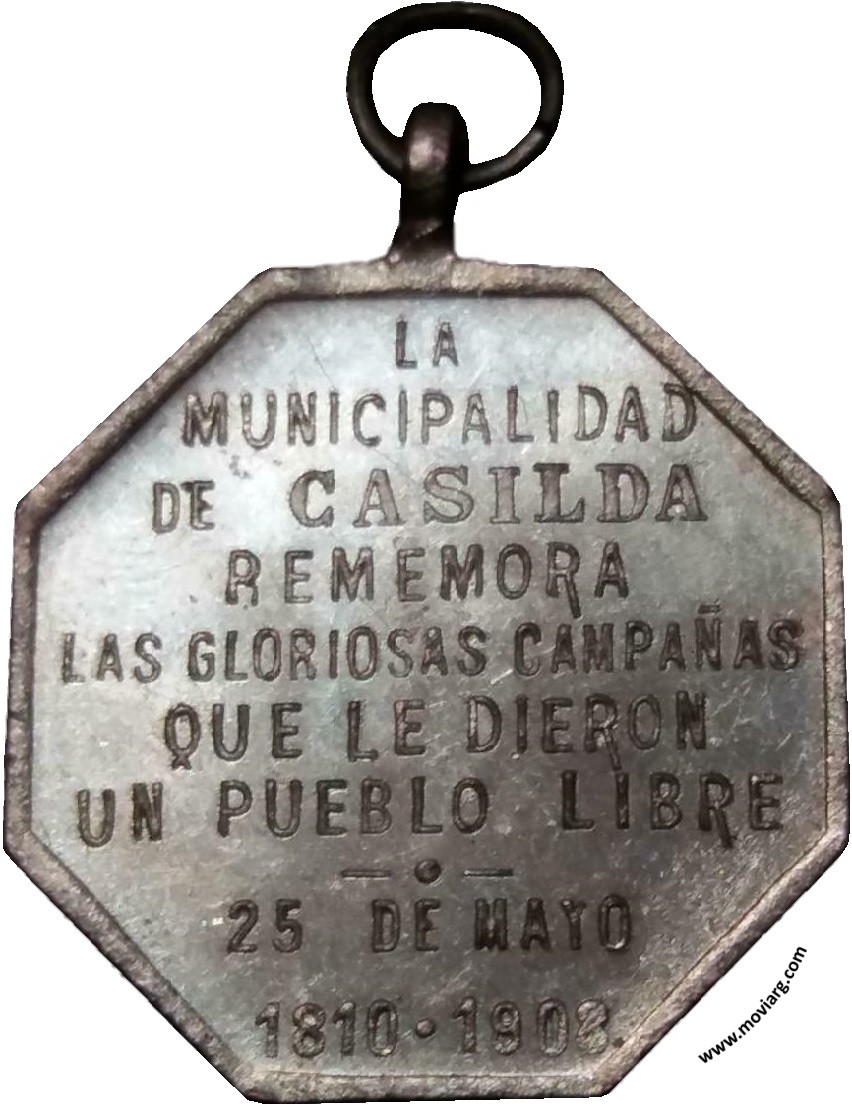 LA
MUNICIPALIDAD
DE CASILDA
REMEMORA
LAS GLORIOSAS CAMPAÑAS
QUE LE DIERON
UN PUEBLO LIBRE
— • —
25 DE MAYO
1810 • 1908
www.moviarg.com